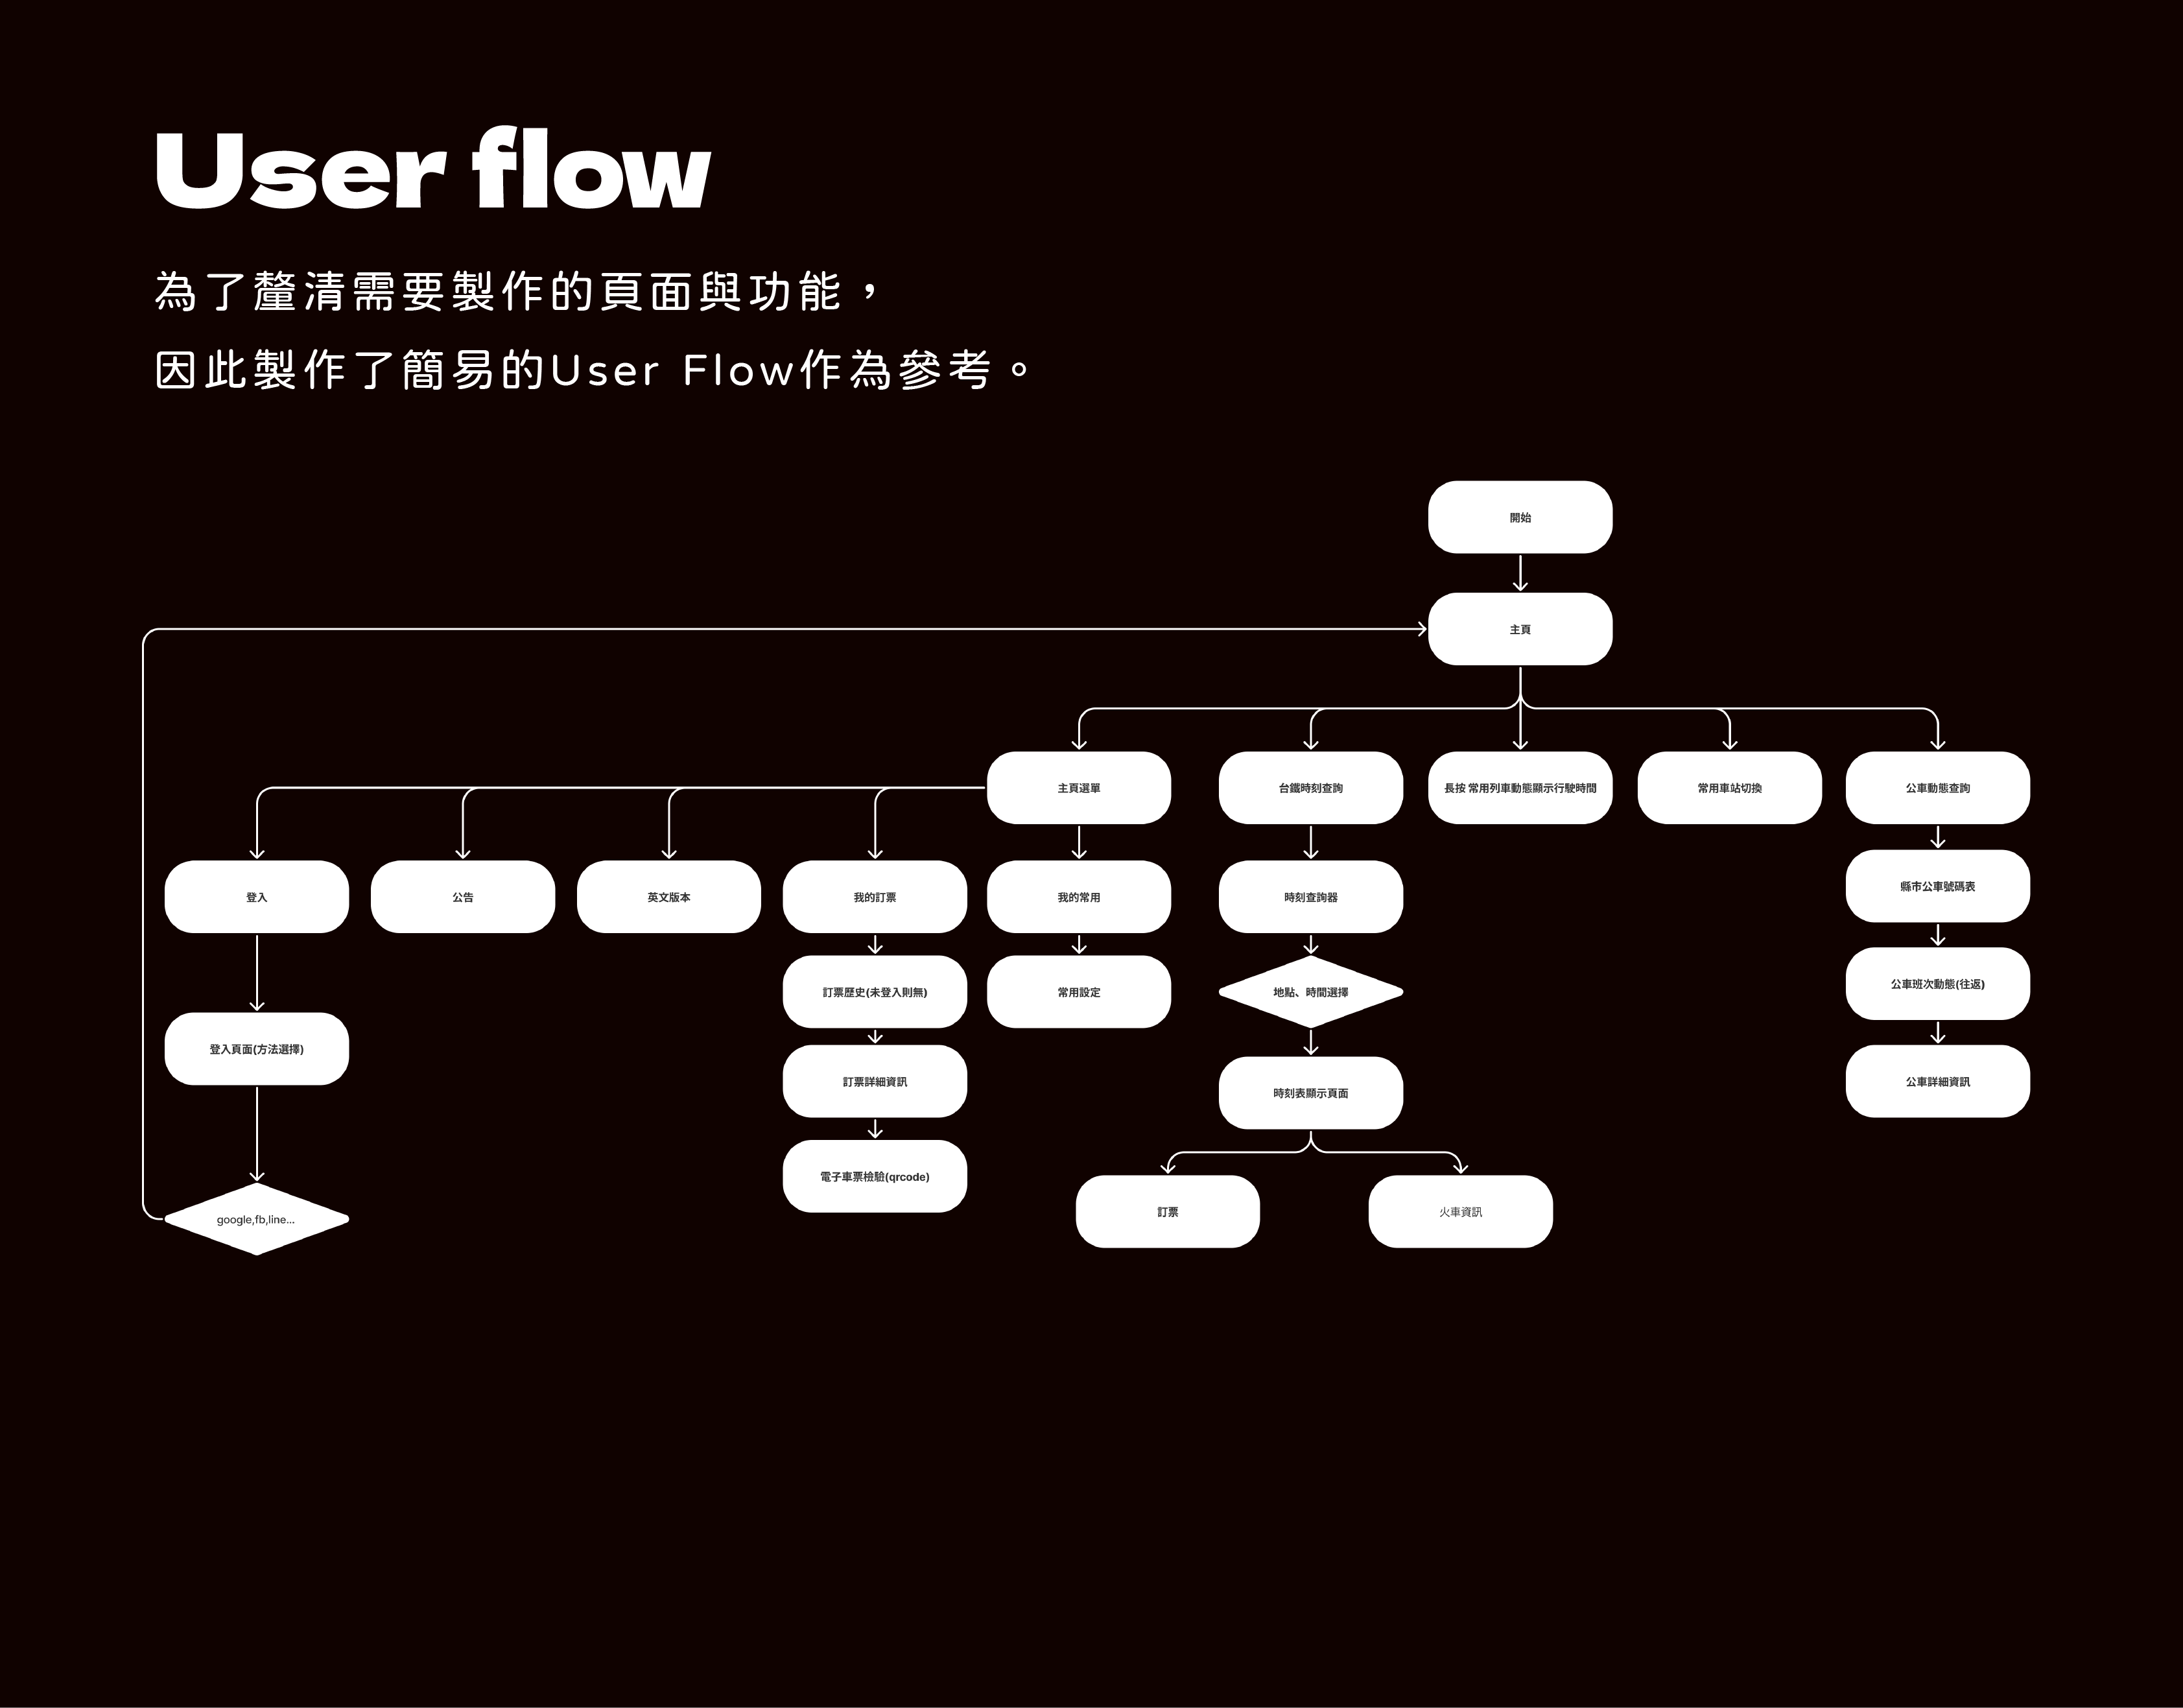 User flow
為了釐清需要製作的頁面與功能，
因此製作了簡易的User Flow作為參考。
開始
主頁
主頁選單
台鐵時刻查詢
長按 常用列車動態顯示行駛時間
常用車站切換
公車動態查詢
登入
公告
英文版本
我的訂票
我的常用
時刻查詢器
縣市公車號碼表
訂票歷史(未登入則無)
常用設定
地點、時間選擇
公車班次動態(往返)
登入頁面(方法選擇)
訂票詳細資訊
時刻表顯示頁面
公車詳細資訊
電子車票檢驗(qrcode)
訂票
火車資訊
google,fb,line...